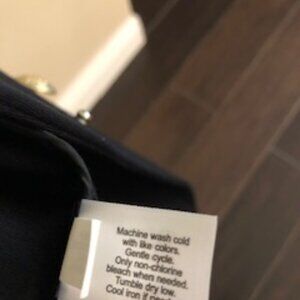 Machine wash cold
with like colors.
Gentle cycle.
Only non-chlorine
bleach when needed.
Tumble dry low.
Cool iron if